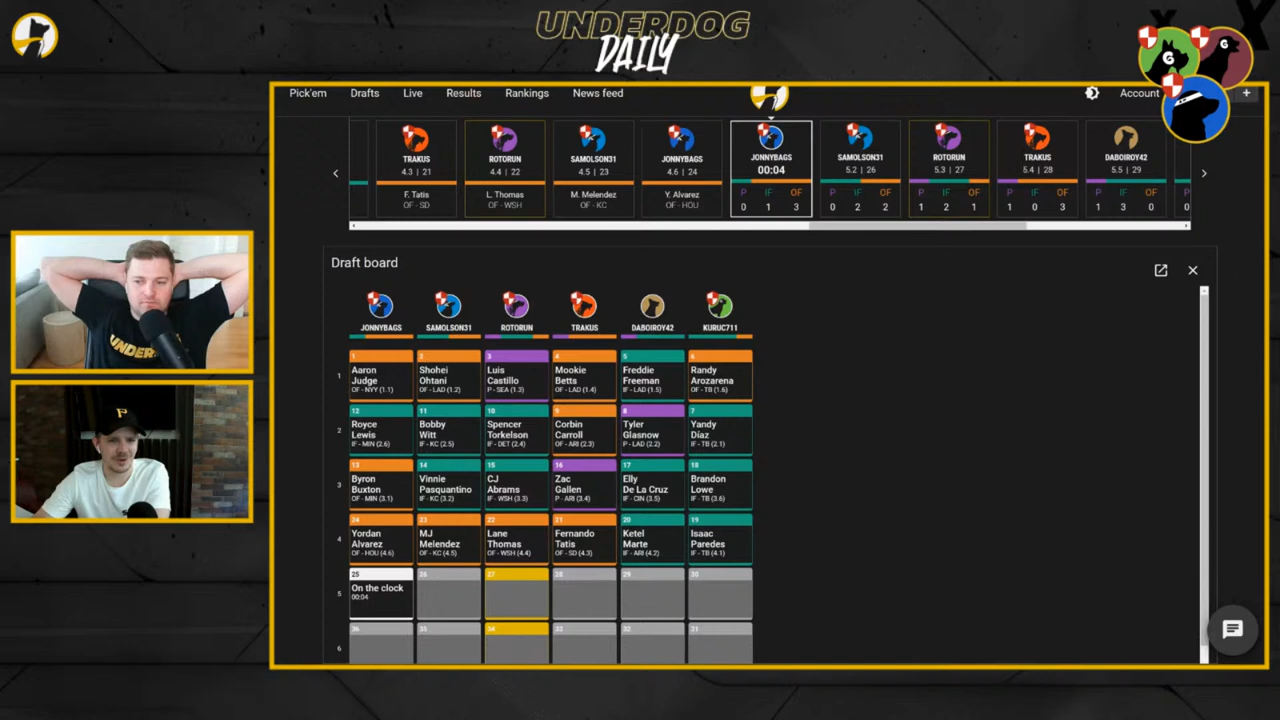 UNDERDOG
DAILY
Pick'em Drafts Live Results Rankings News feed Account +
TRAKUS ROTORUN SAMOLSON31 JONNYBAGS JONNYBAGS SAMOLSON31 ROTORUN TRAKUS DABOIROY42
4.3 | 21 4.4 | 22 4.5 | 23 4.6 | 24 00:04 5.2 | 26 5.3 | 27 5.4 | 28 5.5 | 29
F. Tatis L. Thomas M. Melendez Y. Alvarez P IF OF P IF OF P IF OF P IF OF P IF OF
OF - SD OF - WSH OF - KC OF - HOU 0 1 3 0 2 2 1 2 1 1 0 3 1 3 0
Draft board
JONNYBAGS SAMOLSON31 ROTORUN TRAKUS DABOIROY42 KURUC711
1 2 3 4 5 6
1
Aaron Shohei Luis Mookie Freddie Randy
Judge Ohtani Castillo Betts Freeman Arozarena
OF - NYY (1.1) OF - LAD (1.2) P - SEA (1.3) OF - LAD (1.4) IF - LAD (1.5) OF - TB (1.6)
12 11 10 9 8 7
2
Royce Bobby Spencer Corbin Tyler Yandy
Lewis Witt Torkelson Carroll Glasnow Díaz
IF - MIN (2.6) IF - KC (2.5) IF - DET (2.4) OF - ARI (2.3) P - LAD (2.2) IF - TB (2.1)
13 14 15 16 17 18
3
Byron Vinnie CJ Zac Elly Brandon
Buxton Pasquantino Abrams Gallen De La Cruz Lowe
OF - MIN (3.1) IF - KC (3.2) IF - WSH (3.3) P - ARI (3.4) IF - CIN (3.5) IF - TB (3.6)
24 23 22 21 20 19
4
Yordan MJ Lane Fernando Ketel Isaac
Alvarez Melendez Thomas Tatis Marte Paredes
OF - HOU (4.6) OF - KC (4.5) OF - WSH (4.4) OF - SD (4.3) IF - ARI (4.2) IF - TB (4.1)
25 26 27 28 29 30
5
On the clock
00:04
36 35 34 33 32 31
6
UNDERDO
P
G
G